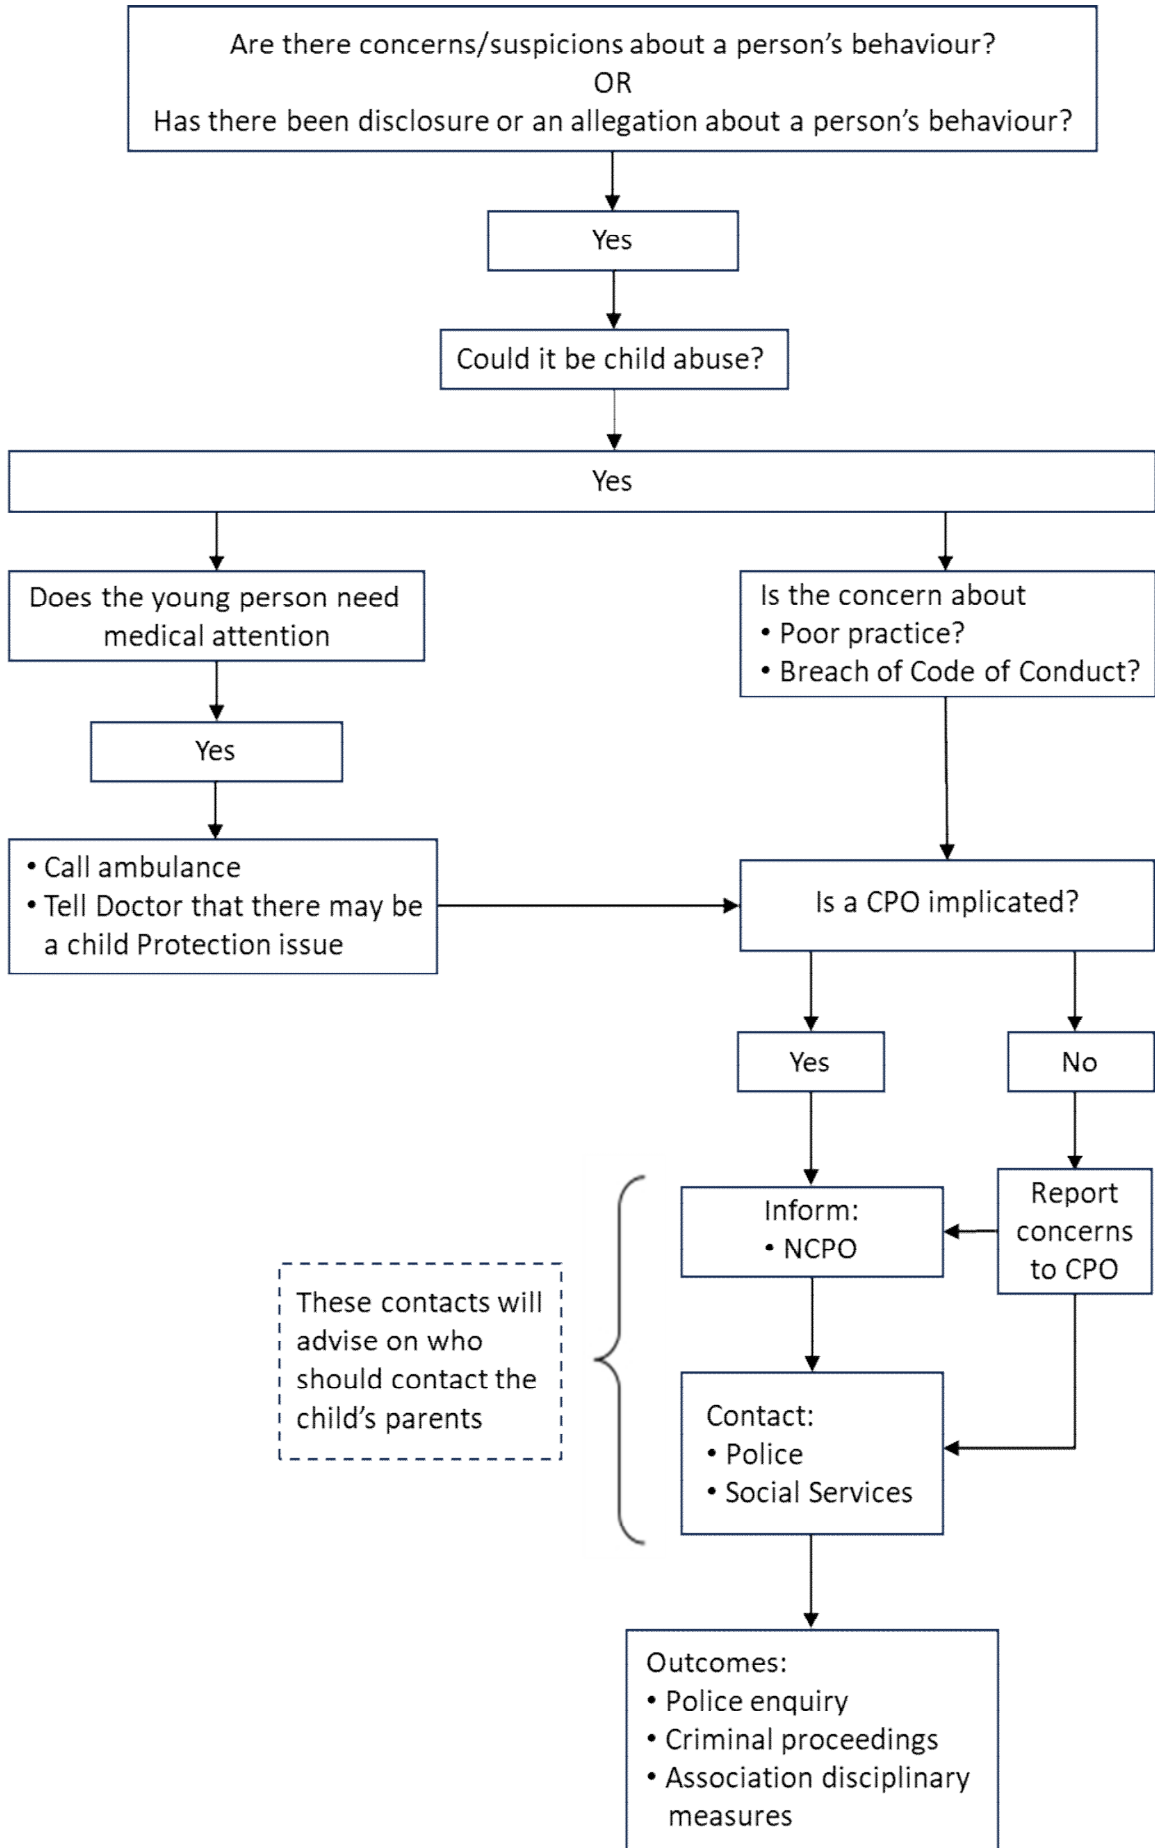 Are there concerns/suspicions about a person's behaviour?
OR
Has there been disclosure or an allegation about a person's behaviour?
Yes
Could it be child abuse?
Yes
Does the young person need
medical attention
Is the concern about
• Poor practice?
• Breach of Code of Conduct?
Yes
• Call ambulance
• Tell Doctor that there may be
a child Protection issue
Is a CPO implicated?
Yes
No
Inform:
• NCPO
Report
concerns
to CPO
These contacts will
advise on who
should contact the
child's parents
Contact:
• Police
• Social Services
Outcomes:
• Police enquiry
• Criminal proceedings
• Association disciplinary
measures